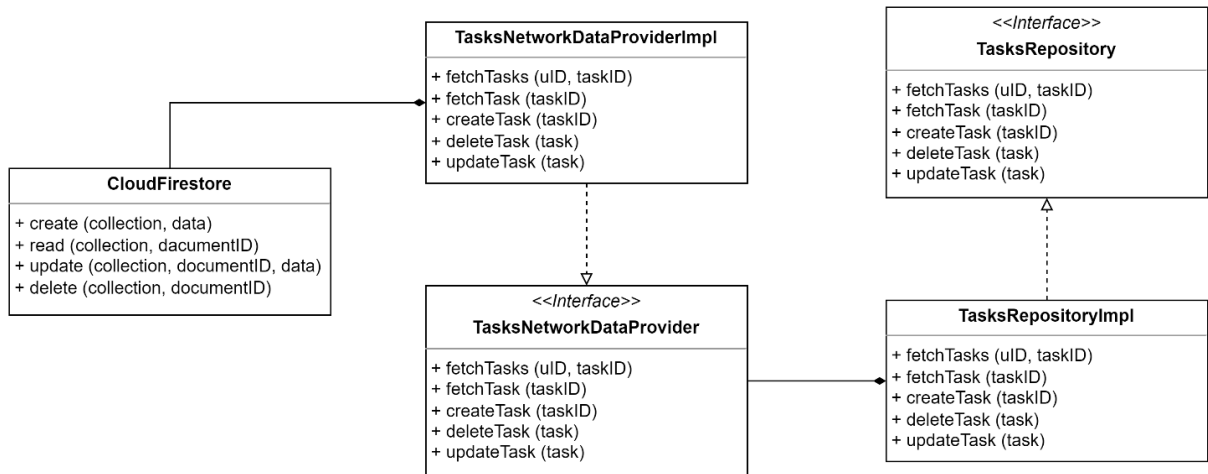 TasksNetworkDataProviderImpl
+ fetchTasks (uID, taskID)
+ fetchTask (taskID)
+ createTask (taskID)
+ deleteTask (task)
+ updateTask (task)
<<Interface>>
TasksRepository
+ fetchTasks (uID, taskID)
+ fetchTask (taskID)
+ createTask (taskID)
+ deleteTask (task)
+ updateTask (task)
CloudFirestore
+ create (collection, data)
+ read (collection, dacumentID)
+ update (collection, documentID, data)
+ delete (collection, documentID)
<<Interface>>
TasksNetworkDataProvider
+ fetchTasks (uID, taskID)
+ fetchTask (taskID)
+ createTask (taskID)
+ deleteTask (task)
+ updateTask (task)
TasksRepositoryImpl
+ fetchTasks (uID, taskID)
+ fetchTask (taskID)
+ createTask (taskID)
+ deleteTask (task)
+ updateTask (task)